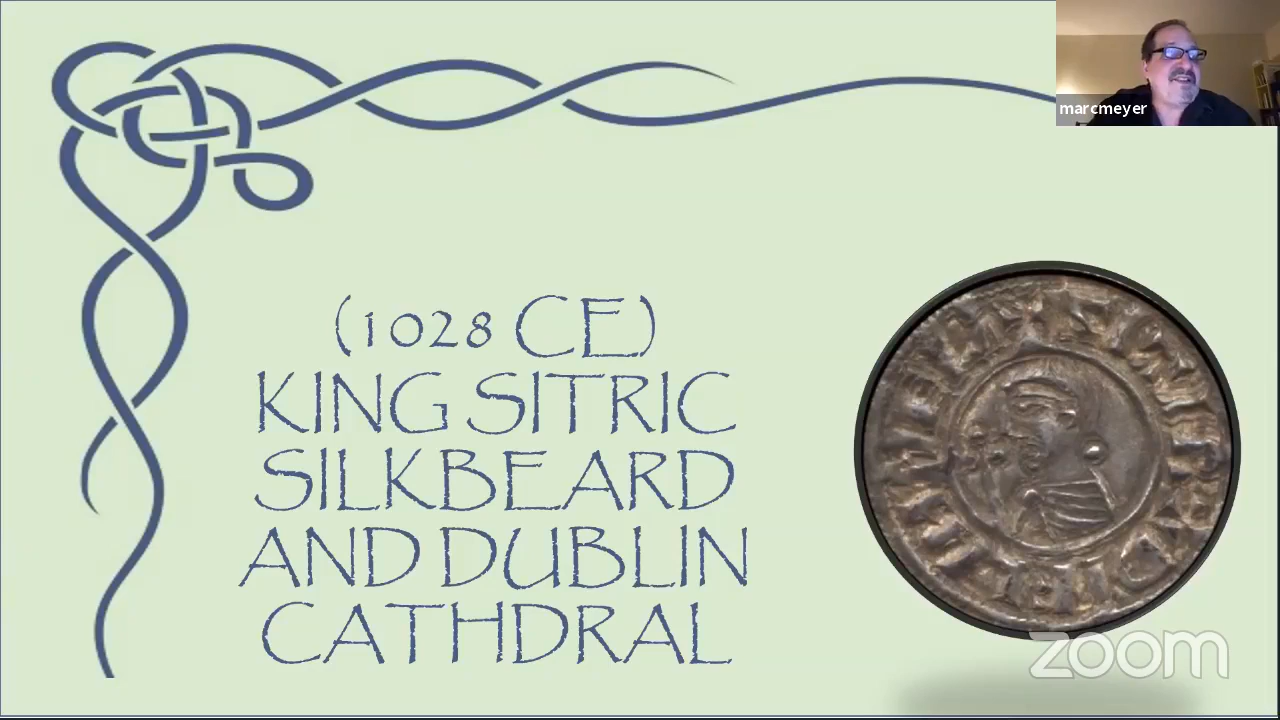 marcmeyer
(1028 CE)
KING SITRIC
SILKBEARD
AND DUBLIN
CATHDRAL
zoom